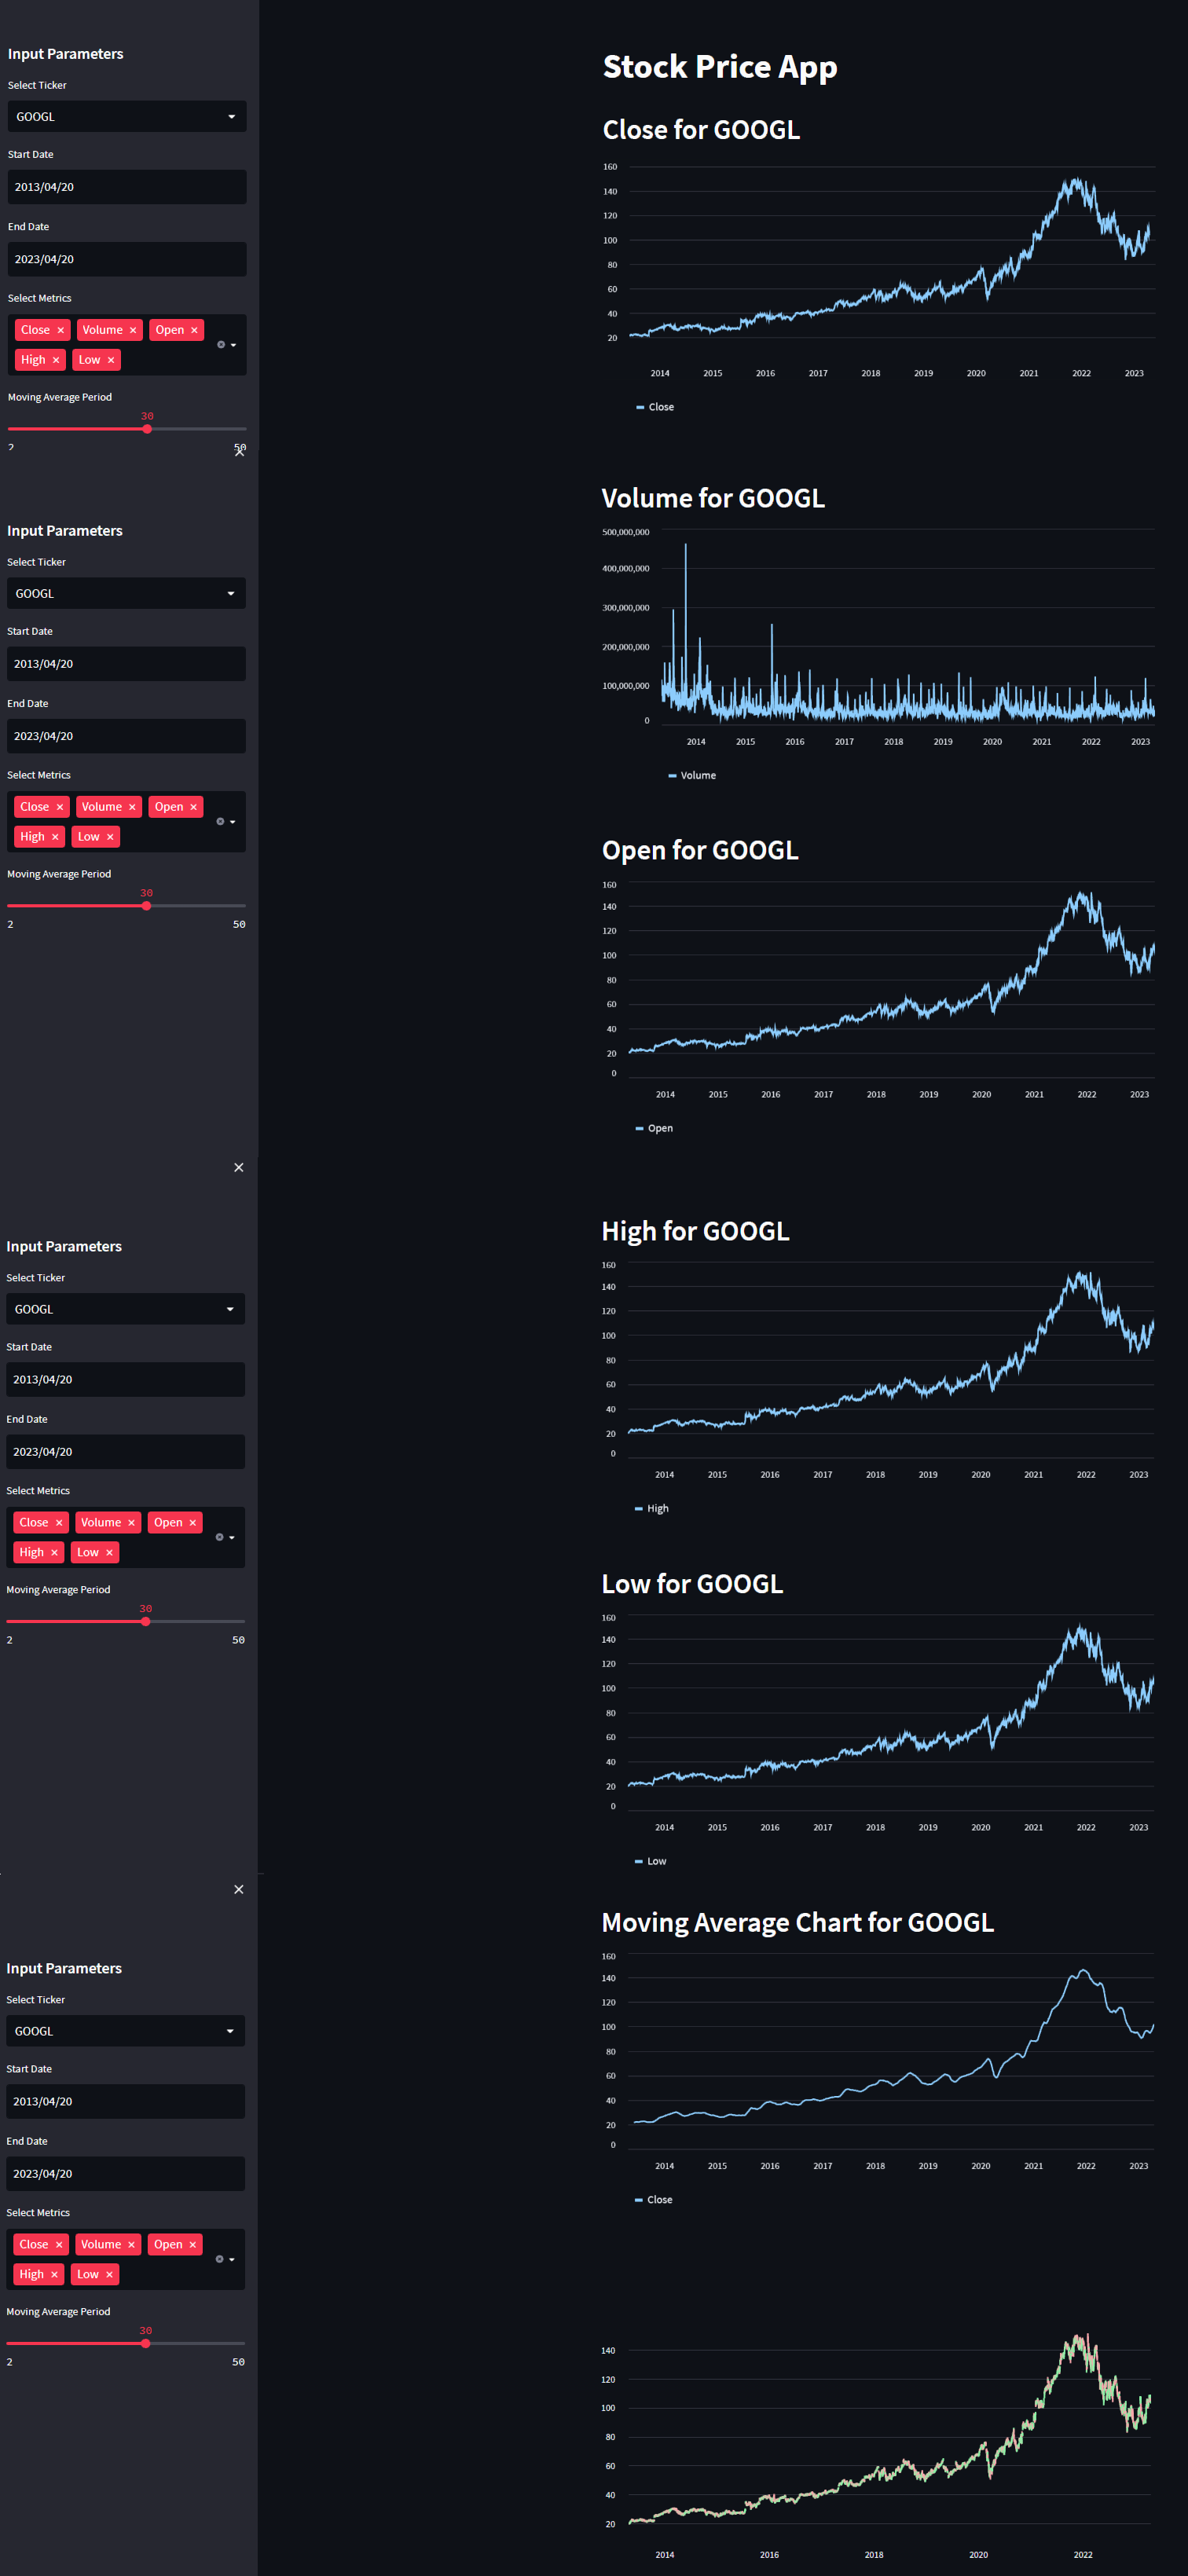 Input Parameters
Select Ticker
GOOGL
Start Date
2013/04/20
End Date
2023/04/20
Select Metrics
Close × Volume × Open ×
High × Low ×
Moving Average Period
30
2 50
Stock Price App
Close for GOOGL
160
140
120
100
80
60
40
20
2014 2015 2016 2017 2018 2019 2020 2021 2022 2023
Close
×
Input Parameters
Select Ticker
GOOGL
Start Date
2013/04/20
End Date
2023/04/20
Select Metrics
Close × Volume × Open ×
High × Low ×
Moving Average Period
30
2 50
Volume for GOOGL
500,000,000
400,000,000
300,000,000
200,000,000
100,000,000
0
2014 2015 2016 2017 2018 2019 2020 2021 2022 2023
Volume
Open for GOOGL
160
140
120
100
80
60
40
20
0
2014 2015 2016 2017 2018 2019 2020 2021 2022 2023
Open
×
Input Parameters
Select Ticker
GOOGL
Start Date
2013/04/20
End Date
2023/04/20
Select Metrics
Close × Volume × Open ×
High × Low ×
Moving Average Period
30
2 50
High for GOOGL
160
140
120
100
80
60
40
20
0
2014 2015 2016 2017 2018 2019 2020 2021 2022 2023
High
Low for GOOGL
160
140
120
100
80
60
40
20
0
2014 2015 2016 2017 2018 2019 2020 2021 2022 2023
Low
×
Input Parameters
Select Ticker
GOOGL
Start Date
2013/04/20
End Date
2023/04/20
Select Metrics
Close × Volume × Open ×
High × Low ×
Moving Average Period
30
2 50
Moving Average Chart for GOOGL
160
140
120
100
80
60
40
20
0
2014 2015 2016 2017 2018 2019 2020 2021 2022 2023
Close
140
120
100
80
60
40
20
2014 2016 2018 2020 2022